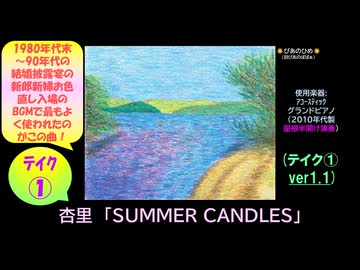 1980年代末
～90年代の
結婚披露宴の
新郎新婦お色
直し入場の
BGMで最もよ
く使われたの
がこの曲！
テイク
①
☀ぴあのひめ☀
(旧ぴあのばばぁ)
使用楽器:
アコースティック
グランドピアノ
(2010年代製
屋根半開け演奏)
(テイク①
ver1.1)
杏里「SUMMER CANDLES」